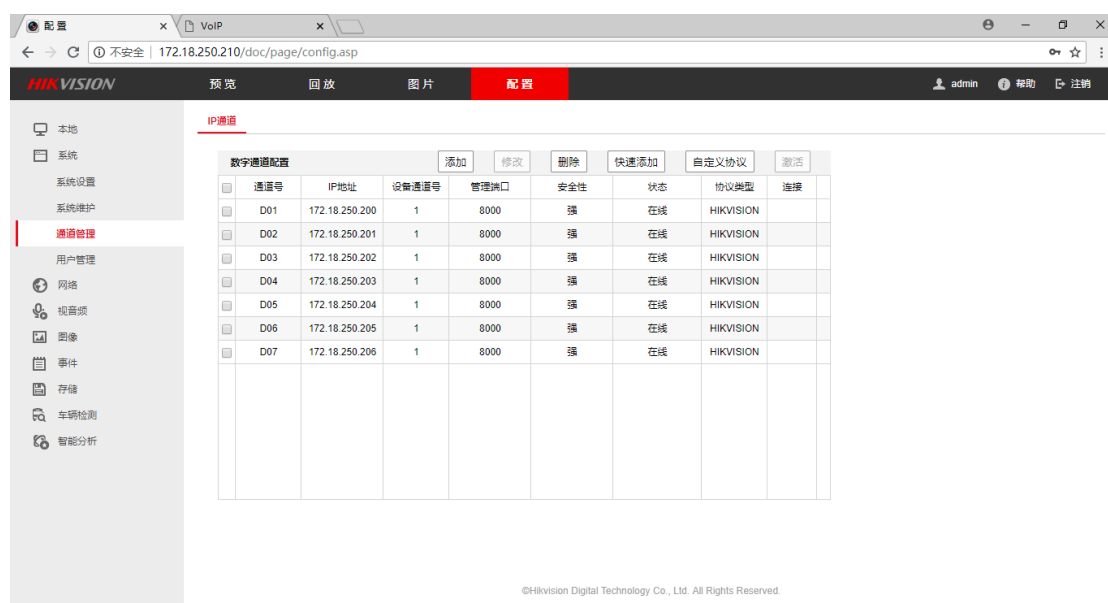 配置 VoIP
不安全 | 172.18.250.210/doc/page/config.asp
HIKVISION 预览 回放 图片 配置 admin 帮助 注销
本地
系统
系统设置
系统维护
通道管理
用户管理
网络
视音频
图像
事件
存储
车辆检测
智能分析
IP通道
数字通道配置 添加 修改 删除 快速添加 自定义协议 激活
通道号 IP地址 设备通道号 管理端口 安全性 状态 协议类型 连接
D01 172.18.250.200 1 8000 强 在线 HIKVISION
D02 172.18.250.201 1 8000 强 在线 HIKVISION
D03 172.18.250.202 1 8000 强 在线 HIKVISION
D04 172.18.250.203 1 8000 强 在线 HIKVISION
D05 172.18.250.204 1 8000 强 在线 HIKVISION
D06 172.18.250.205 1 8000 强 在线 HIKVISION
D07 172.18.250.206 1 8000 强 在线 HIKVISION
©Hikvision Digital Technology Co., Ltd. All Rights Reserved.